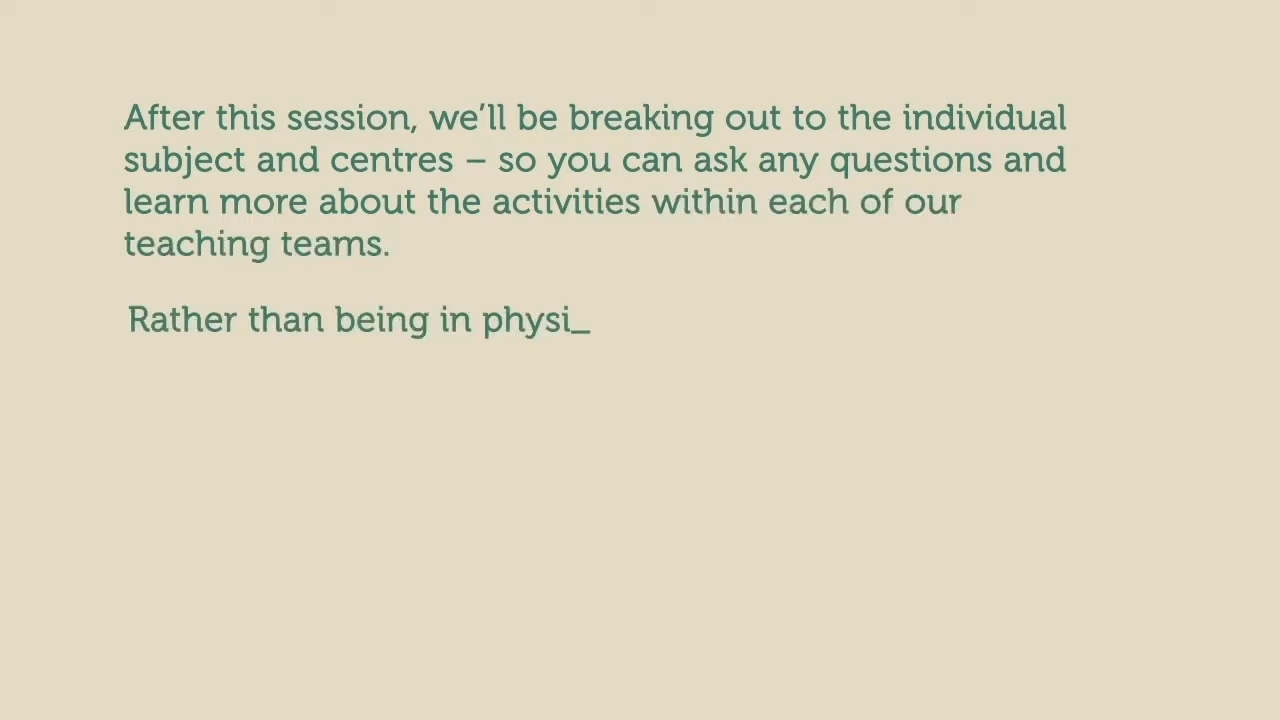 After this session, we’ll be breaking out to the individual
subject and centres – so you can ask any questions and
learn more about the activities within each of our
teaching teams.
Rather than being in physi_